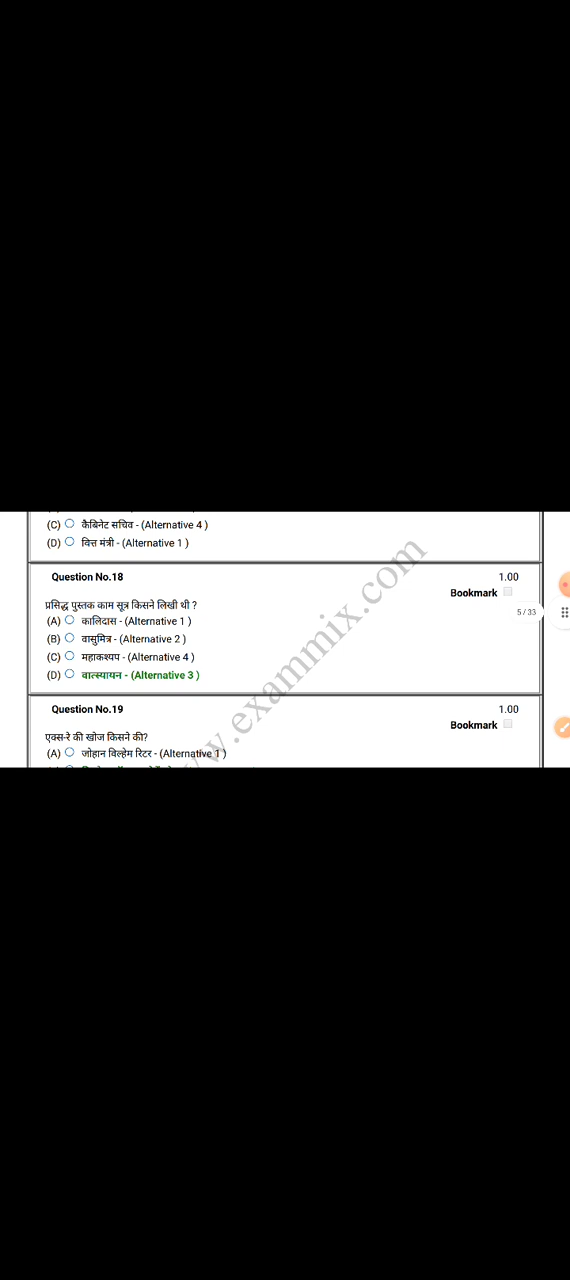 (C) कैबिनेट सचिव - (Alternative 4 )
(D) वित्त मंत्री - (Alternative 1 )
Question No.18 1.00
Bookmark
प्रसिद्ध पुस्तक काम सूत्र किसने लिखी थी ?
(A) कालिदास - (Alternative 1 )
5 / 33
(B) वासुमित्र - (Alternative 2 )
(C) महाकश्यप - (Alternative 4 )
(D) वात्स्यायन - (Alternative 3 )
Question No.19 1.00
Bookmark
एक्स-रे की खोज किसने की?
(A) जोहान विल्हेम रिटर - (Alternative 1 )
www.exammix.com